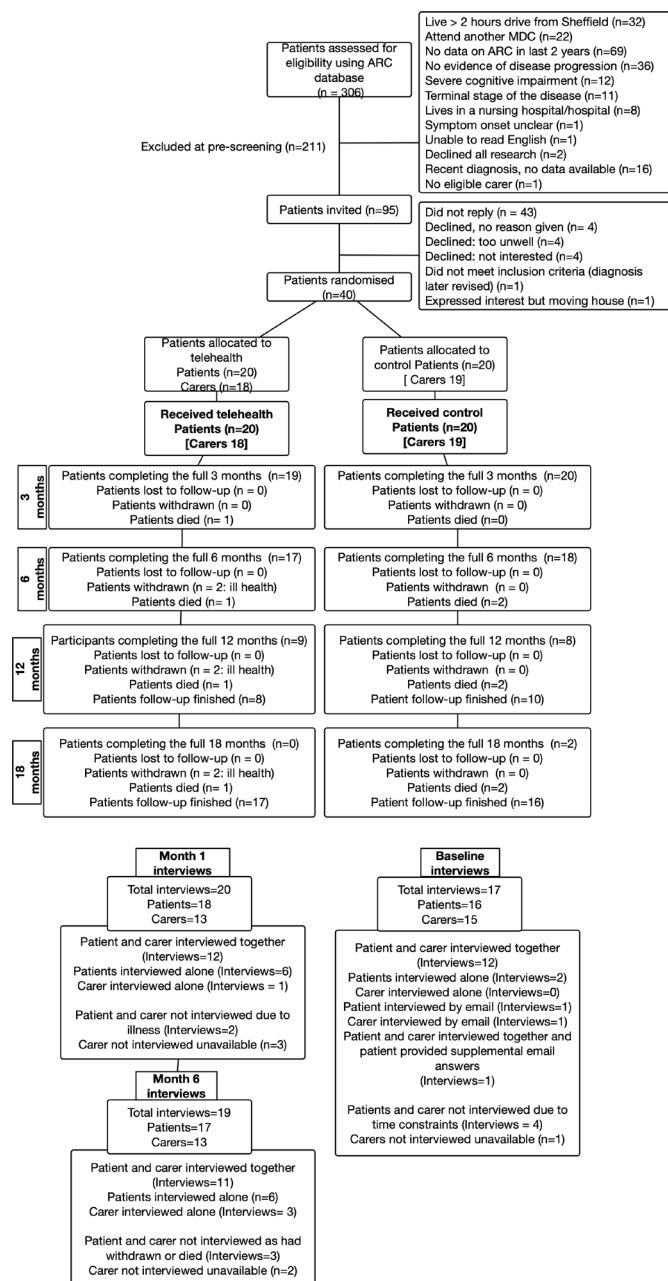 Patients assessed for
eligibility using ARC
database
(n = 306)
Live > 2 hours drive from Sheffield (n=32)
Attend another MDC (n=22)
No data on ARC in last 2 years (n=69)
No evidence of disease progression (n=36)
Severe cognitive impairment (n=12)
Terminal stage of the disease (n=11)
Lives in a nursing hospital/hospital (n=8)
Symptom onset unclear (n=1)
Unable to read English (n=1)
Declined all research (n=2)
Recent diagnosis, no data available (n=16)
No eligible carer (n=1)
Excluded at pre-screening (n=211)
Patients invited (n=95)
Did not reply (n = 43)
Declined, no reason given (n= 4)
Declined: too unwell (n=4)
Declined: not interested (n=4)
Did not meet inclusion criteria (diagnosis
later revised) (n=1)
Expressed interest but moving house (n=1)
Patients randomised
(n=40)
Patients allocated to
telehealth
Patients (n=20)
Carers (n=18)
Patients allocated to
control Patients (n=20)
[ Carers 19]
Received telehealth
Patients (n=20)
[Carers 18]
Received control
Patients (n=20)
[Carers 19]
3
months
Patients completing the full 3 months (n=19)
Patients lost to follow-up (n = 0)
Patients withdrawn (n = 0)
Patients died (n= 1)
Patients completing the full 3 months (n=20)
Patients lost to follow-up (n = 0)
Patients withdrawn (n = 0)
Patients died (n=0)
6
months
Patients completing the full 6 months (n=17)
Patients lost to follow-up (n = 0)
Patients withdrawn (n = 2: ill health)
Patients died (n= 1)
Patients completing the full 6 months (n=18)
Patients lost to follow-up (n = 0)
Patients withdrawn (n = 0)
Patients died (n=2)
12
months
Participants completing the full 12 months (n=9)
Patients lost to follow-up (n = 0)
Patients withdrawn (n = 2: ill health)
Patients died (n= 1)
Patients follow-up finished (n=8)
Patients completing the full 12 months (n=8)
Patients lost to follow-up (n = 0)
Patients withdrawn (n = 0)
Patients died (n=2)
Patient follow-up finished (n=10)
18
months
Patients completing the full 18 months (n=0)
Patients lost to follow-up (n = 0)
Patients withdrawn (n = 2: ill health)
Patients died (n= 1)
Patients follow-up finished (n=17)
Patients completing the full 18 months (n=2)
Patients lost to follow-up (n = 0)
Patients withdrawn (n = 0)
Patients died (n=2)
Patient follow-up finished (n=16)
Month 1
interviews
Total interviews=20
Patients=18
Carers=13
Patient and carer interviewed together
(Interviews=12)
Patients interviewed alone (Interviews=6)
Carer interviewed alone (Interviews = 1)
Patient and carer not interviewed due to
illness (Interviews=2)
Carer not interviewed unavailable (n=3)
Month 6
interviews
Total interviews=19
Patients=17
Carers=13
Patient and carer interviewed together
(Interviews=11)
Patients interviewed alone (n=6)
Carer interviewed alone (Interviews= 3)
Patient and carer not interviewed as had
withdrawn or died (Interviews=3)
Carer not interviewed unavailable (n=2)
Baseline
interviews
Total interviews=17
Patients=16
Carers=15
Patient and carer interviewed together
(Interviews=12)
Patients interviewed alone (Interviews=2)
Carer interviewed alone (Interviews=0)
Patient interviewed by email (Interviews=1)
Carer interviewed by email (Interviews=1)
Patient and carer interviewed together and
patient provided supplemental email
answers
(Interviews=1)
Patients and carer not interviewed due to
time constraints (Interviews = 4)
Carers not interviewed unavailable (n=1)